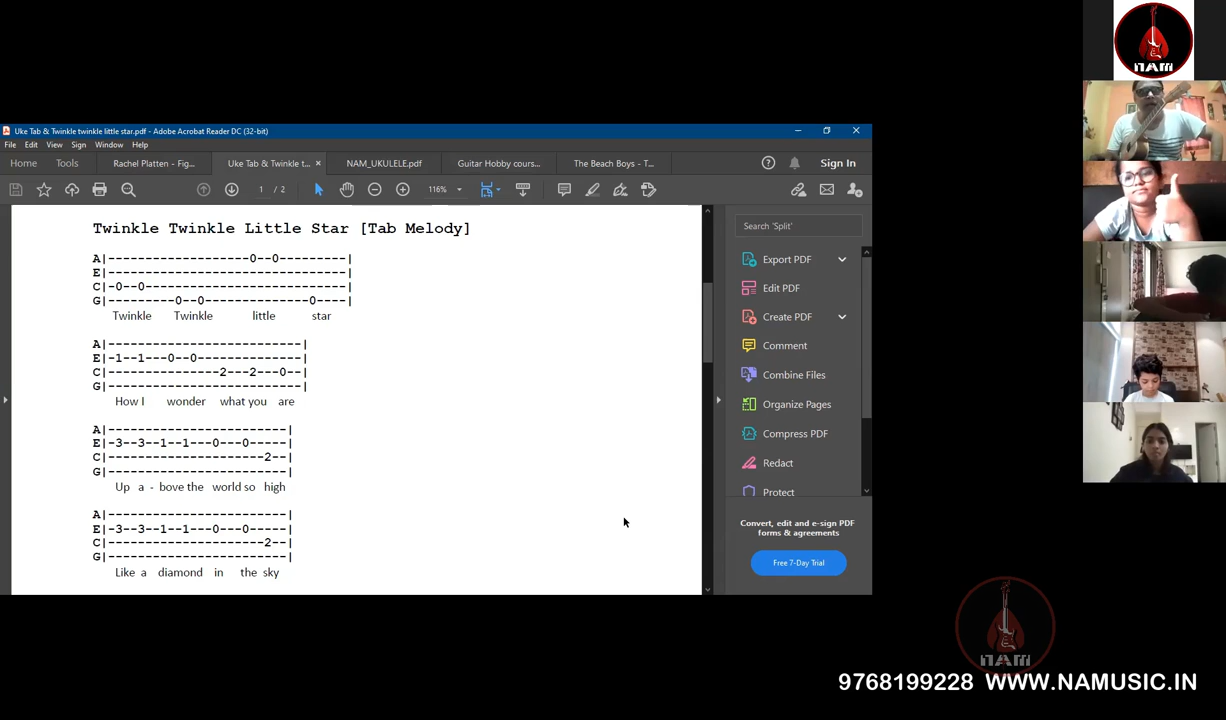 NAM
Uke Tab & Twinkle twinkle little star.pdf - Adobe Acrobat Reader DC (32-bit)
File Edit View Sign Window Help
Home Tools Rachel Platten - Fig... Uke Tab & Twinkle t... × NAM_UKULELE.pdf Guitar Hobby cours... The Beach Boys - T... ? Sign In
1 / 2 116%
Twinkle Twinkle Little Star [Tab Melody]
A|--------------------0--0---------|
E|---------------------------------|
C|-0--0----------------------------|
G|---------0--0--------------0----|
Twinkle Twinkle little star
A|--------------------------|
E|-1--1---0--0--------------|
C|---------------2---2---0--|
G|--------------------------|
How I wonder what you are
A|------------------------|
E|-3--3--1--1---0---0-----|
C|--------------------2--|
G|------------------------|
Up a - bove the world so high
A|------------------------|
E|-3--3--1--1---0---0-----|
C|--------------------2--|
G|------------------------|
Like a diamond in the sky
Search 'Split'
Export PDF
Edit PDF
Create PDF
Comment
Combine Files
Organize Pages
Compress PDF
Redact
Protect
Convert, edit and e-sign PDF
forms & agreements
Free 7-Day Trial
NAM
9768199228 WWW.NAMUSIC.IN